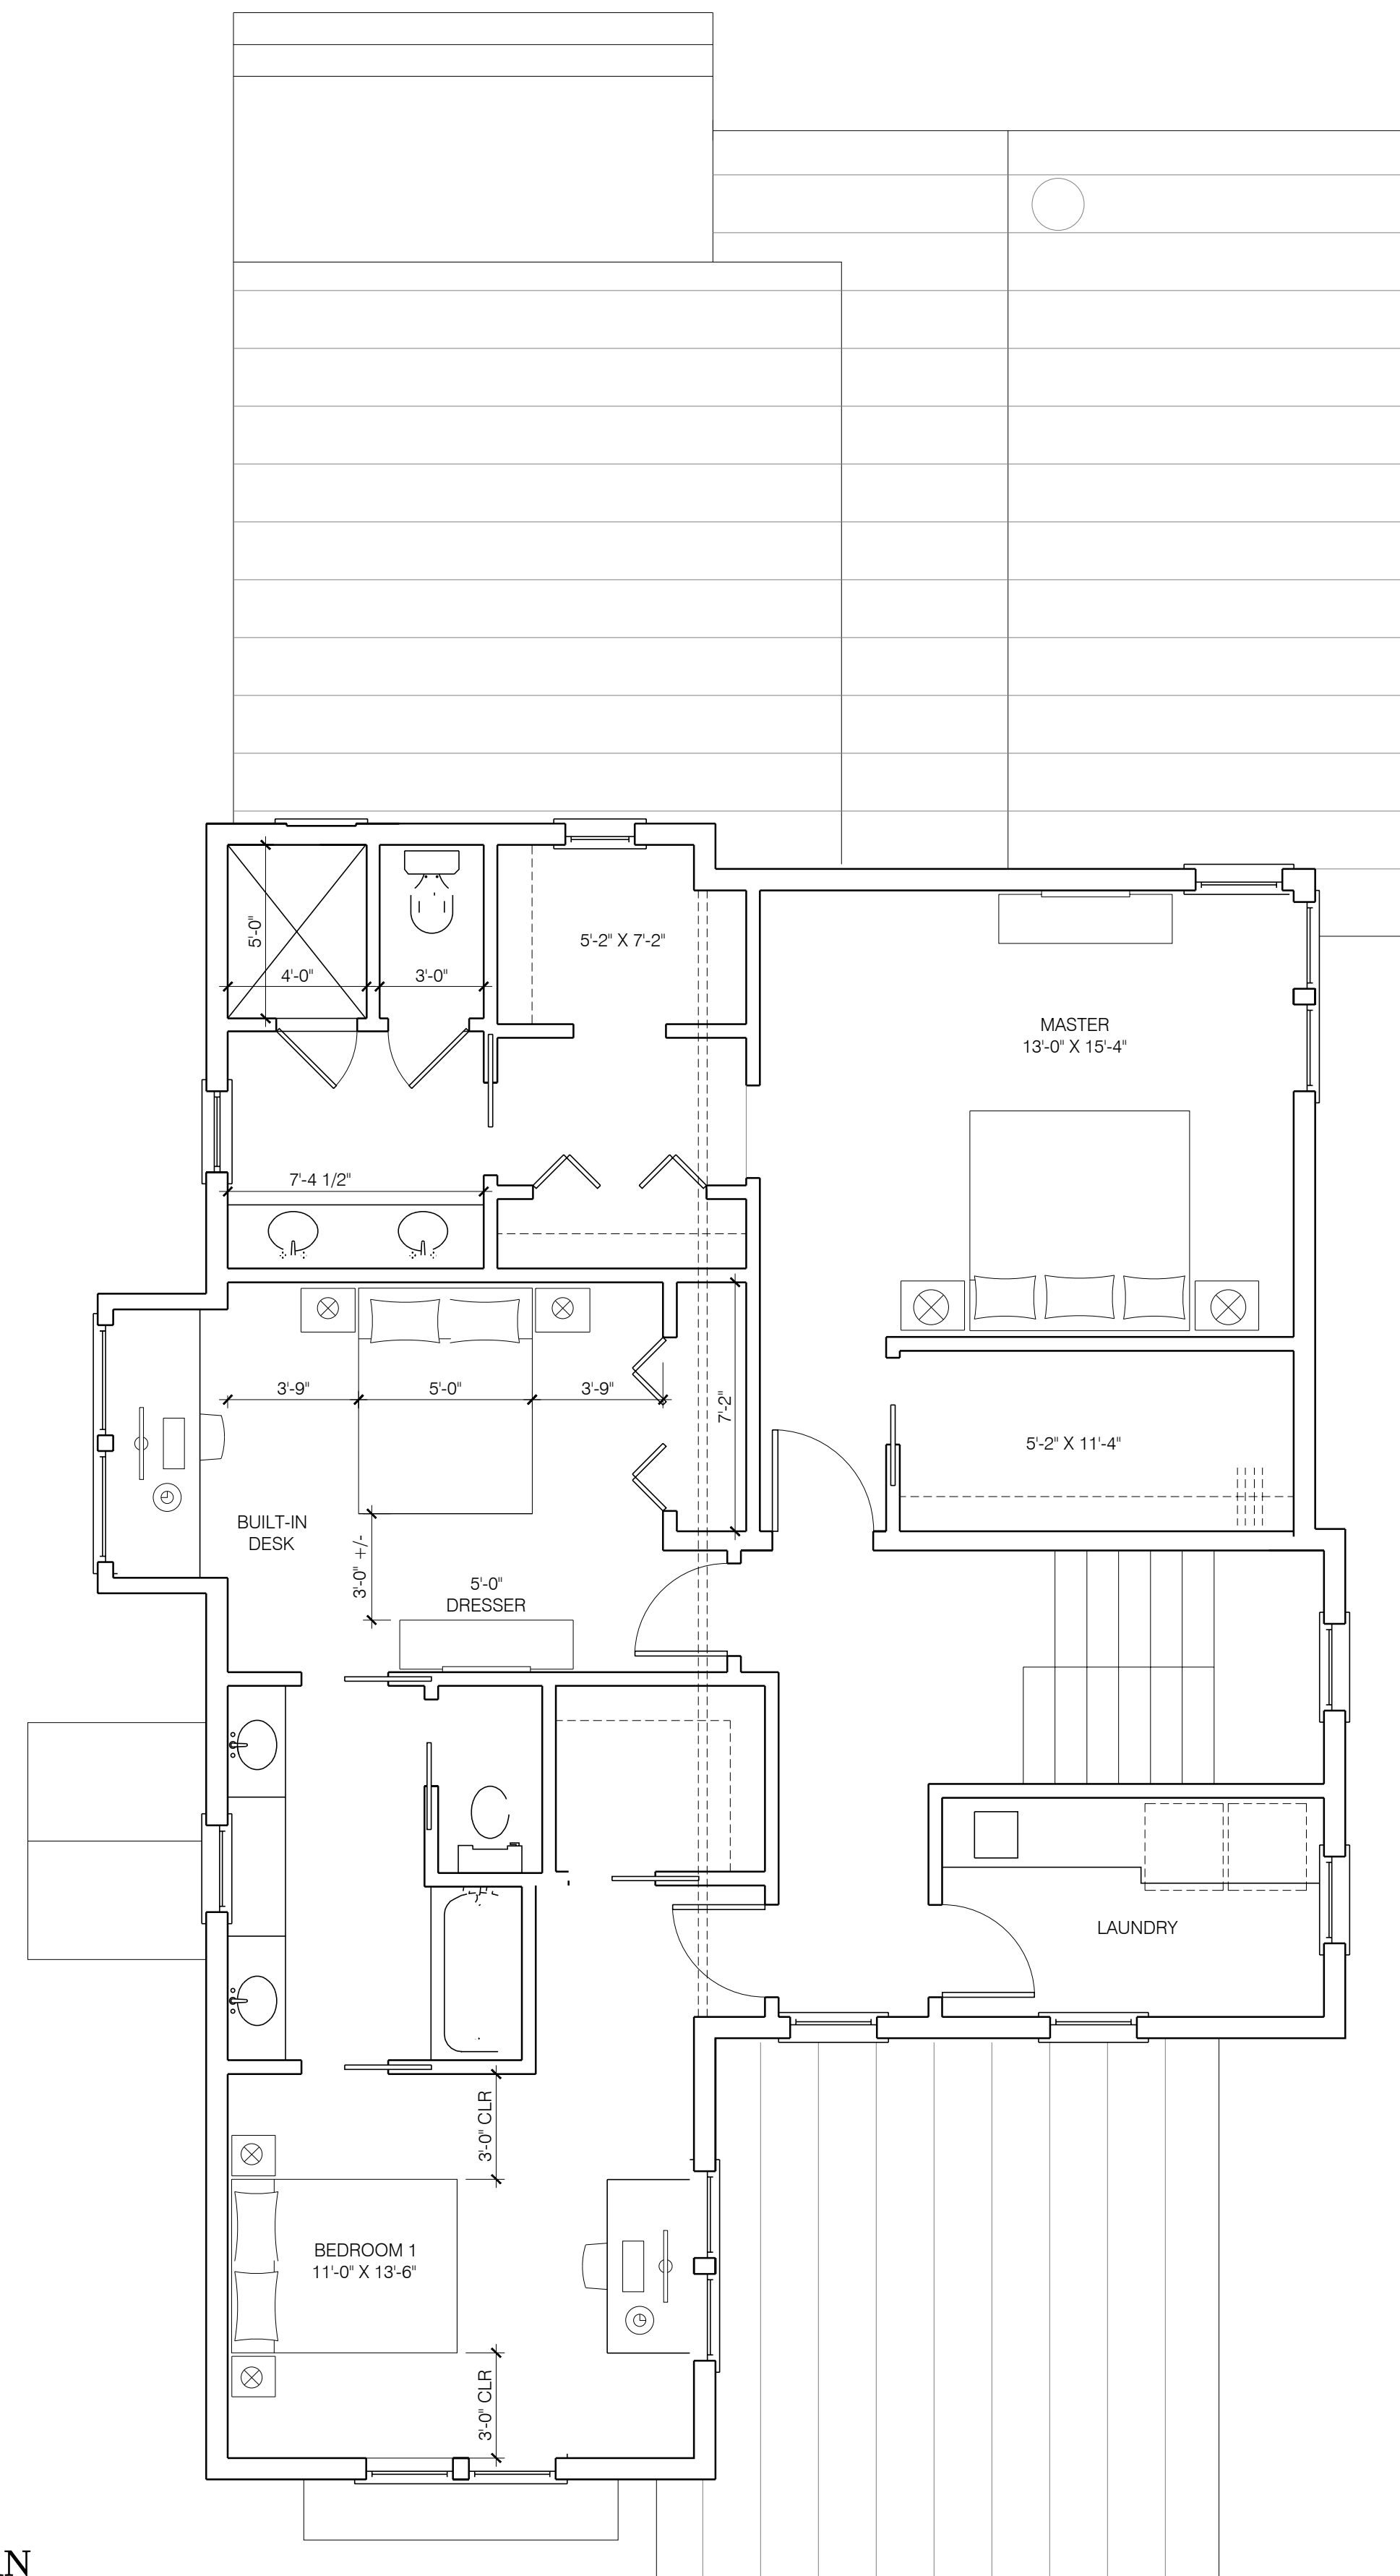 5'-0"
4'-0"
3'-0"
5'-2" X 7'-2"
MASTER
13'-0" X 15'-4"
7'-4 1/2"
3'-9"
5'-0"
3'-9"
7'-2"
5'-2" X 11'-4"
BUILT-IN
DESK
3'-0" +/-
5'-0"
DRESSER
LAUNDRY
3'-0" CLR
BEDROOM 1
11'-0" X 13'-6"
3'-0" CLR